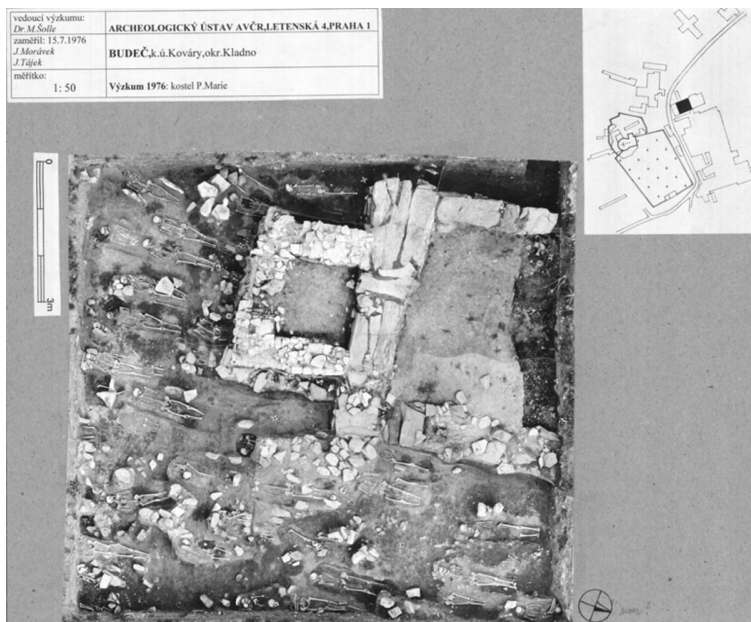 vedoucí výzkumu:
Dr.M.Šolle
zaměřil: 15.7.1976
J.Morávek
J.Tájek
měřítko:
1: 50
ARCHEOLOGICKÝ ÚSTAV AVČR,LETENSKÁ 4,PRAHA 1
BUDEČ,k.ú.Kováry,okr.Kladno
Výzkum 1976: kostel P.Marie
0
3m